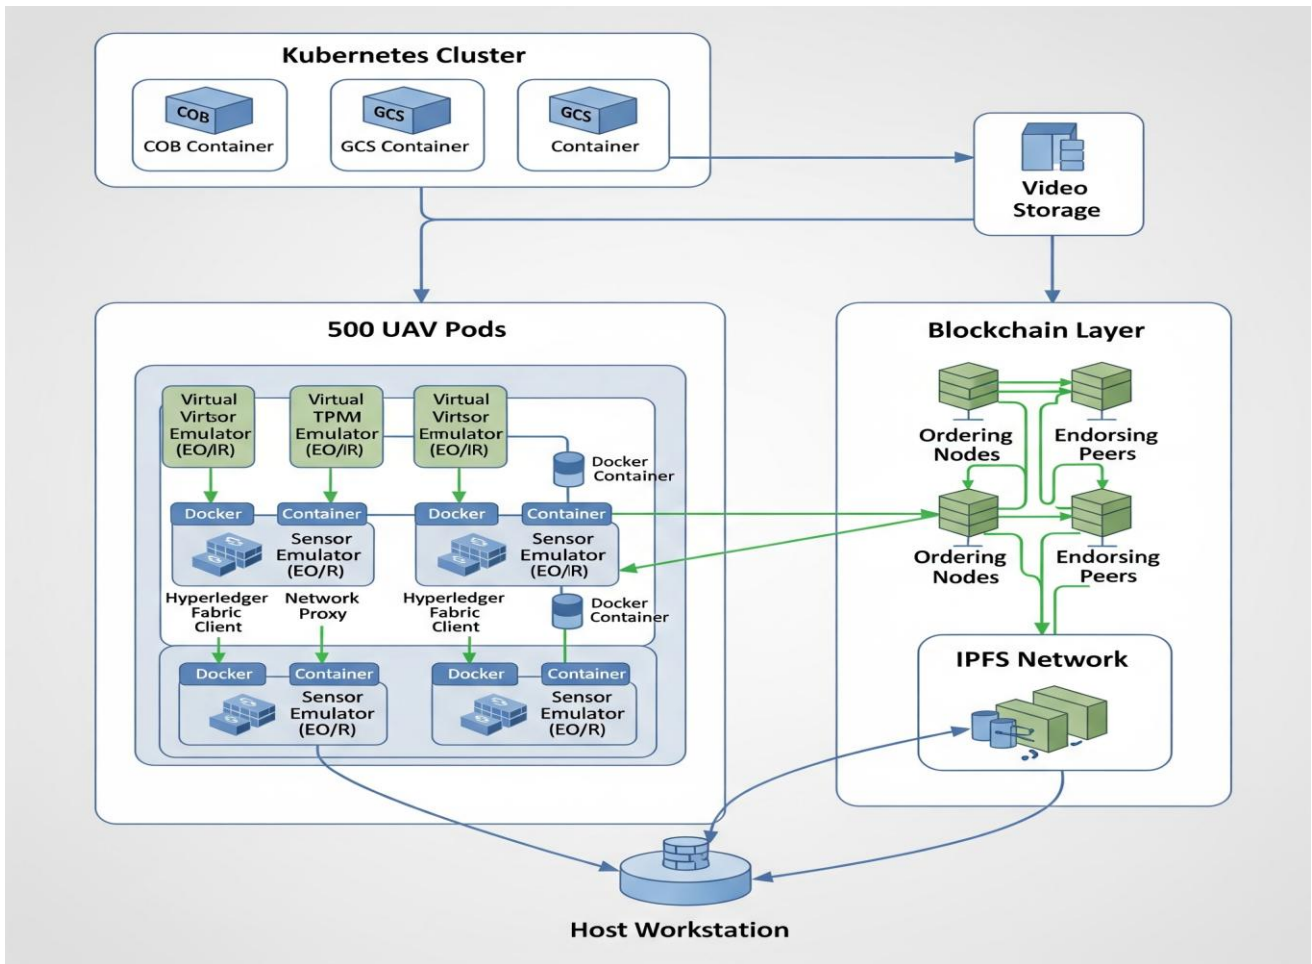 Kubernetes Cluster
COB
COB Container
GCS
GCS Container
GCS
Container
Video
Storage
500 UAV Pods
Virtual
Virtsor
Emulator
(EO/IR)
Virtual
TPM
Emulator
(EO/IR)
Virtual
Virtsor
Emulator
(EO/IR)
Docker
Container
Docker
Container
Sensor
Emulator
(EO/R)
Docker
Container
Sensor
Emulator
(EO/IR)
Hyperledger
Fabric
Client
Network
Proxy
Hyperledger
Fabric
Client
Docker
Container
Docker
Container
Sensor
Emulator
(EO/R)
Docker
Container
Sensor
Emulator
(EO/R)
Blockchain Layer
Ordering
Nodes
Endorsing
Peers
Ordering
Nodes
Endorsing
Peers
IPFS Network
Host Workstation